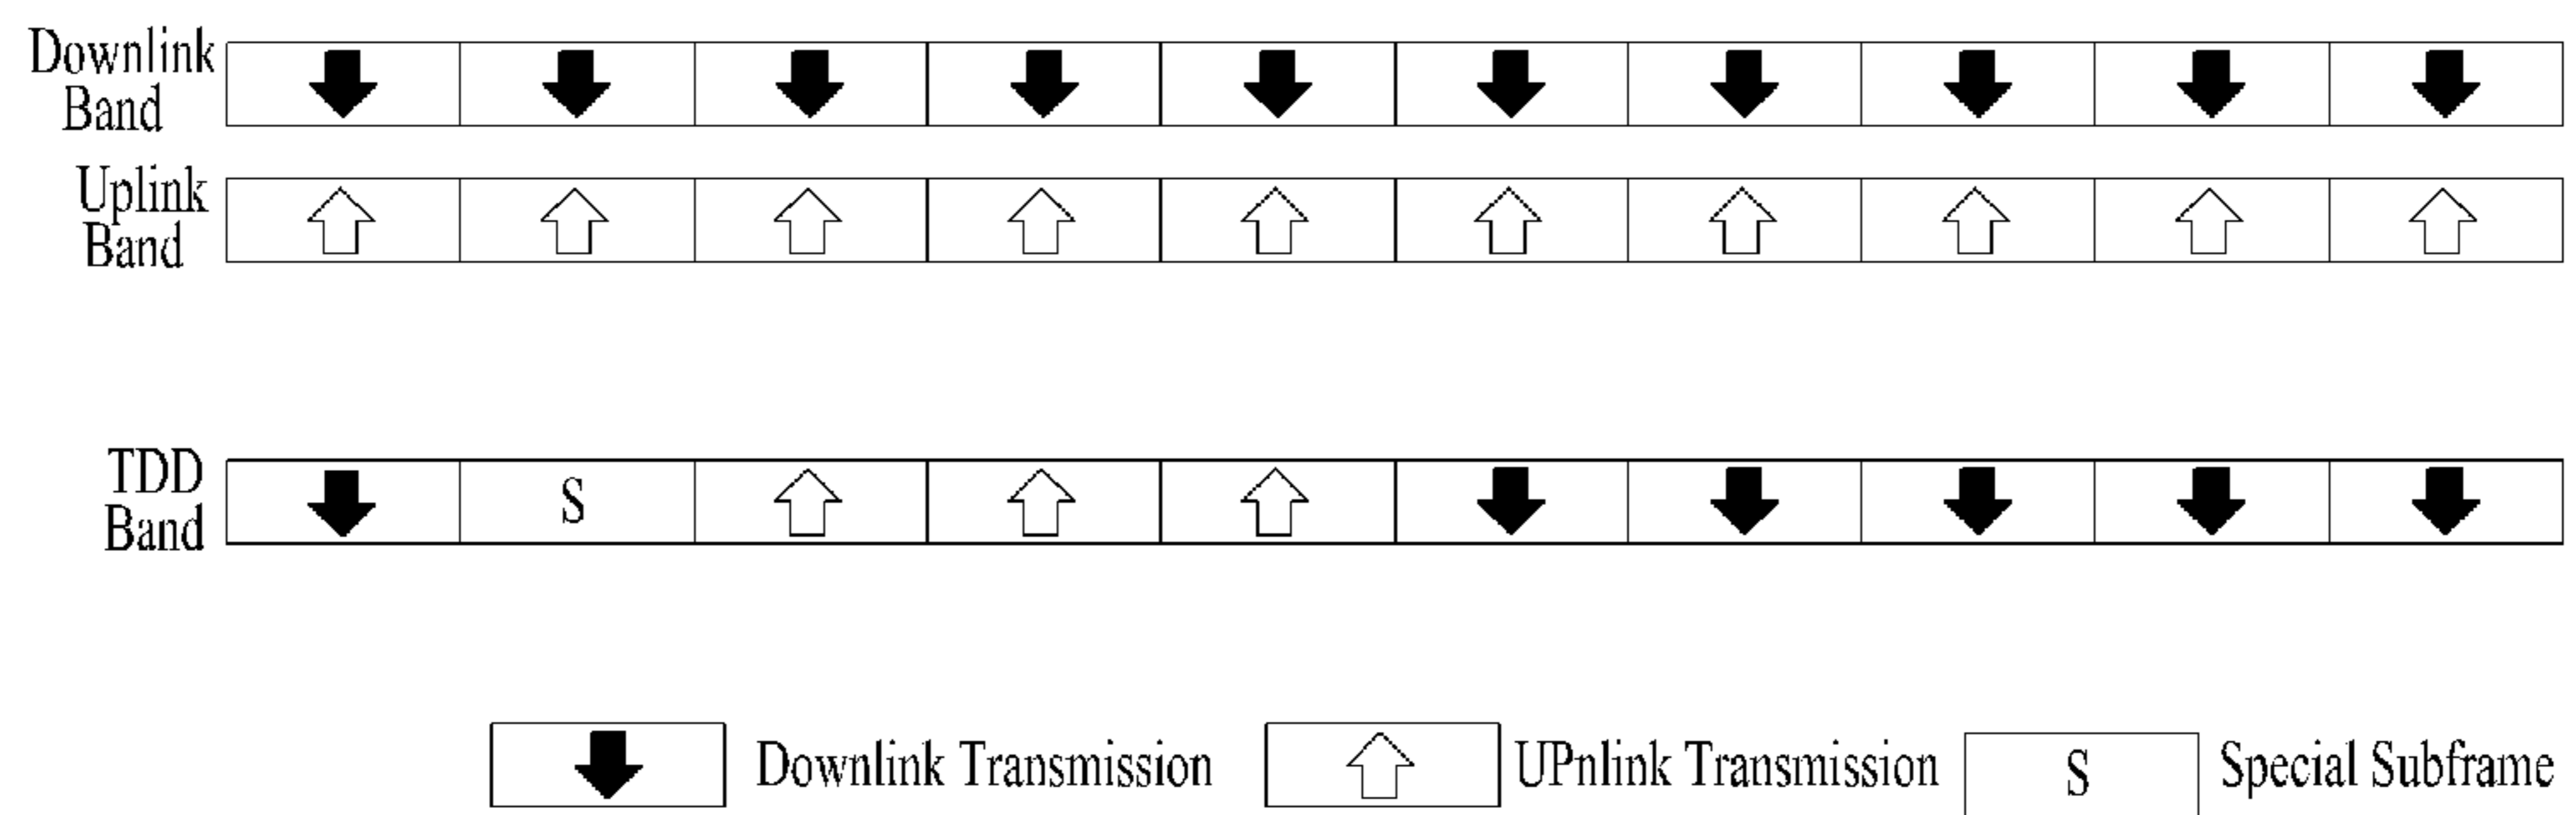 Downlink
Band
Uplink
Band
TDD
Band
S
Downlink Transmission
UPnlink Transmission
S
Special Subframe